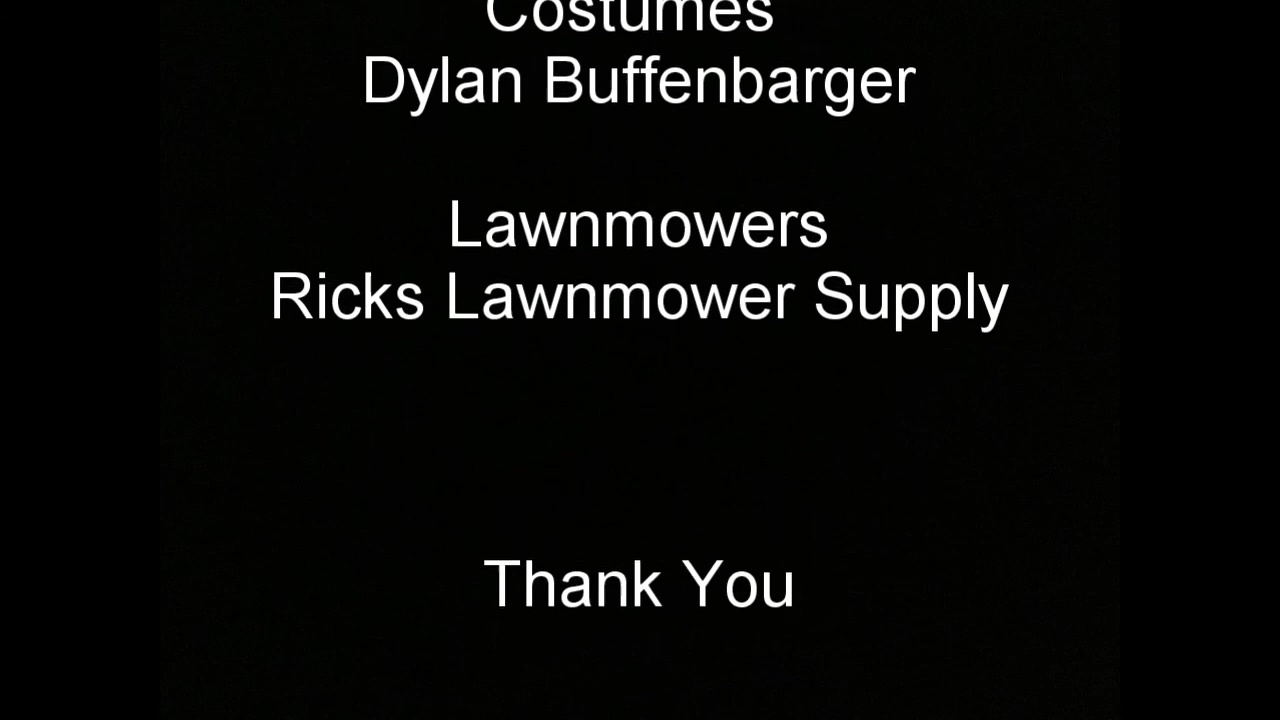 Costumes
Dylan Buffenbarger
Lawnmowers
Ricks Lawnmower Supply
Thank You